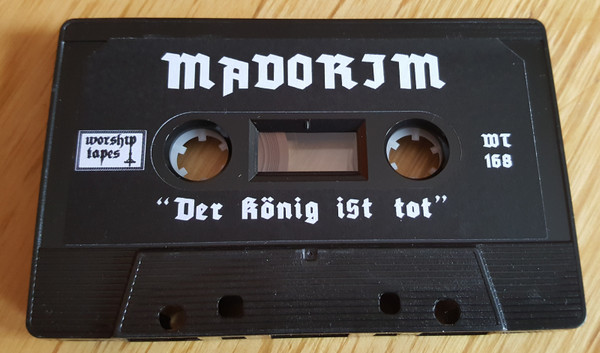 MADORIM
worship
tapes
WT
168
“Der König ist tot”